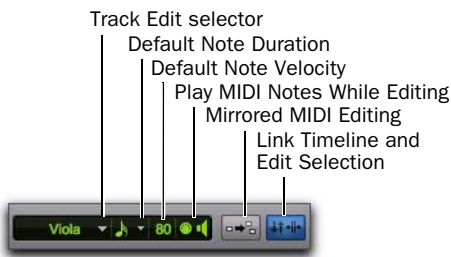 Track Edit selector
Default Note Duration
Default Note Velocity
Play MIDI Notes While Editing
Mirrored MIDI Editing
Link Timeline and
Edit Selection
Viola 80